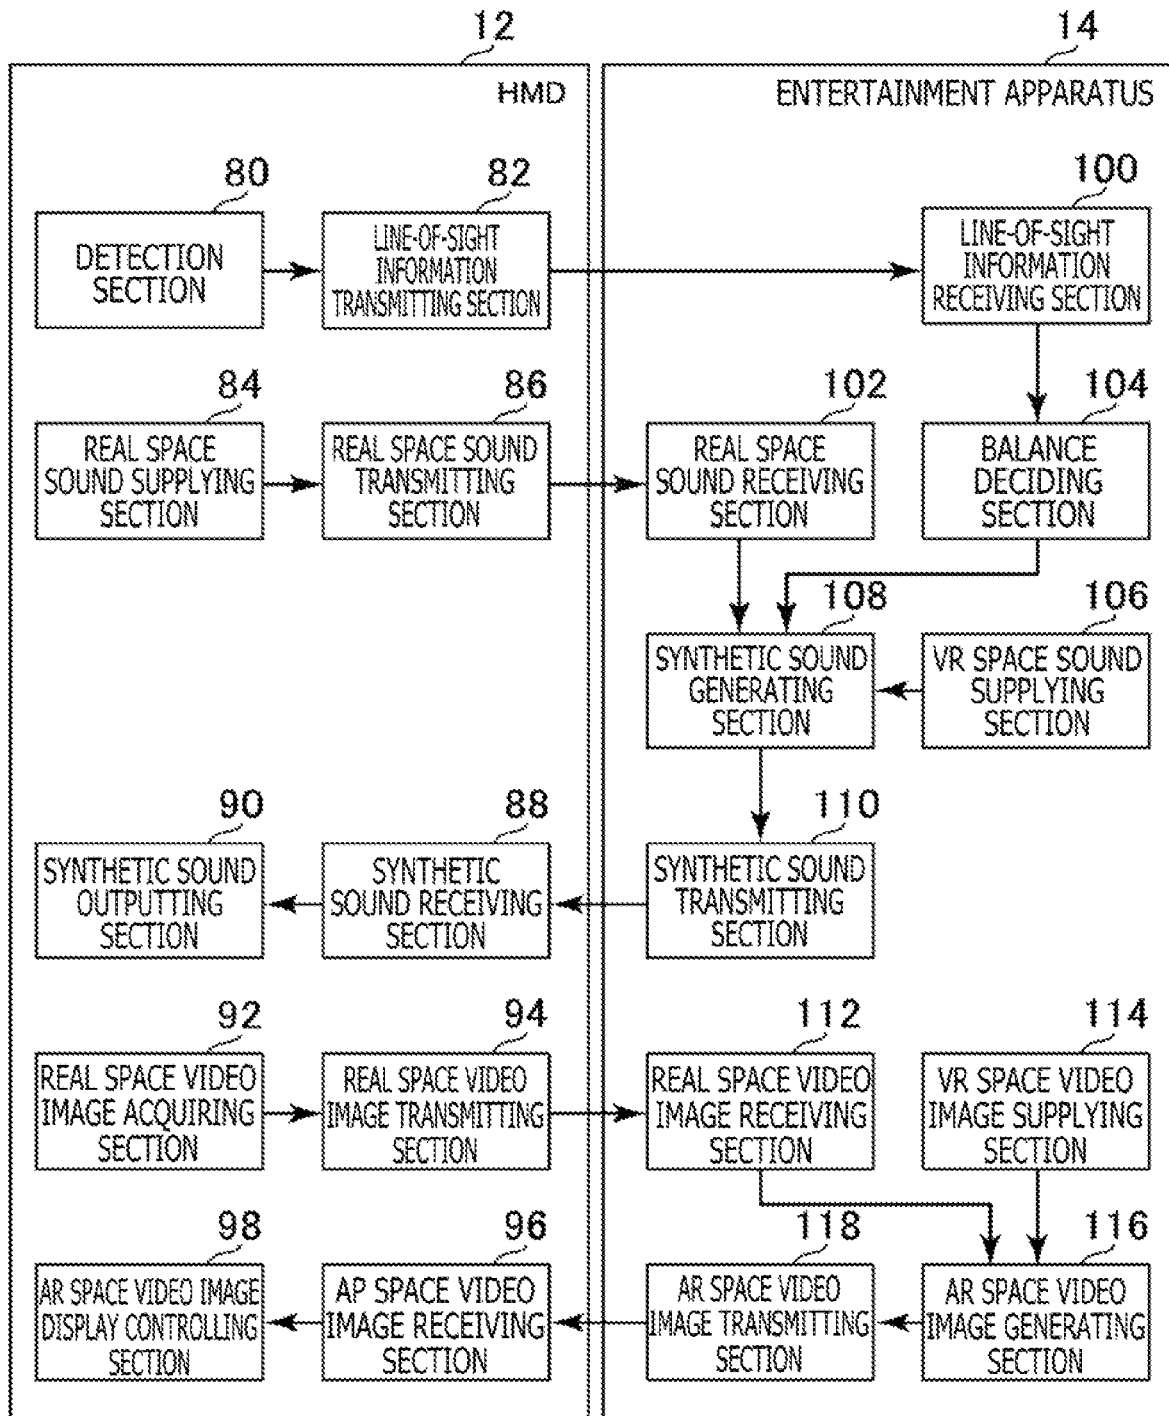 12
14
HMD
ENTERTAINMENT APPARATUS
80
82
100
DETECTION
SECTION
LINE-OF-SIGHT
INFORMATION
TRANSMITTING SECTION
LINE-OF-SIGHT
INFORMATION
RECEIVING SECTION
84
86
102
104
REAL SPACE
SOUND SUPPLYING
SECTION
REAL SPACE SOUND
TRANSMITTING
SECTION
REAL SPACE
SOUND RECEIVING
SECTION
BALANCE
DECIDING
SECTION
108
106
SYNTHETIC SOUND
GENERATING
SECTION
VR SPACE SOUND
SUPPLYING
SECTION
90
88
110
SYNTHETIC SOUND
OUTPUTTING
SECTION
SYNTHETIC
SOUND RECEIVING
SECTION
SYNTHETIC SOUND
TRANSMITTING
SECTION
92
94
112
114
REAL SPACE VIDEO
IMAGE ACQUIRING
SECTION
REAL SPACE VIDEO
IMAGE TRANSMITTING
SECTION
REAL SPACE VIDEO
IMAGE RECEIVING
SECTION
VR SPACE VIDEO
IMAGE SUPPLYING
SECTION
98
96
118
116
AR SPACE VIDEO IMAGE
DISPLAY CONTROLLING
SECTION
AP SPACE VIDEO
IMAGE RECEIVING
SECTION
AR SPACE VIDEO
IMAGE TRANSMITTING
SECTION
AR SPACE VIDEO
IMAGE GENERATING
SECTION